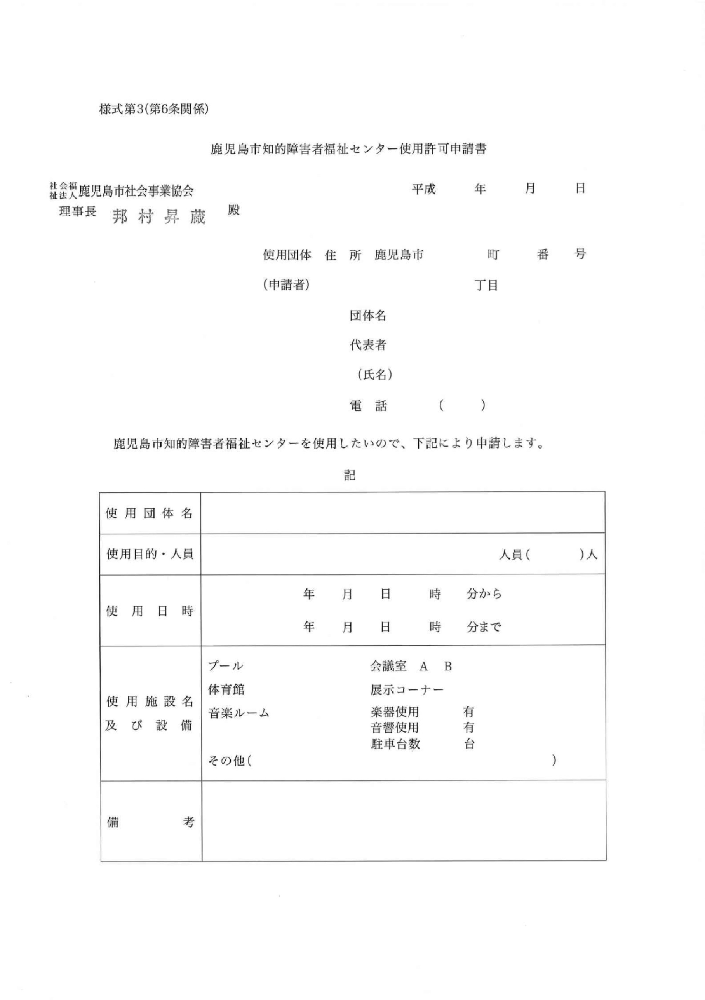 様式第3(第6条関係)
鹿児島市知的障害者福祉センター使用許可申請書
社会福祉法人鹿児島市社会事業協会　平成　年　月　日
理事長　邦村昇蔵　殿
使用団体　住　所　鹿児島市　町　番　号
(申請者)　丁目
団体名
代表者
(氏名)
電　話　(　)
鹿児島市知的障害者福祉センターを使用したいので、下記により申請します。
記
使用団体名
使用目的・人員　人員(　)人
使用日時
年　月　日　時　分から
年　月　日　時　分まで
使用施設名
及び設備
プール　会議室　A　B
体育館　展示コーナー
音楽ルーム　楽器使用　有
音響使用　有
駐車台数　台
その他(　)
備考